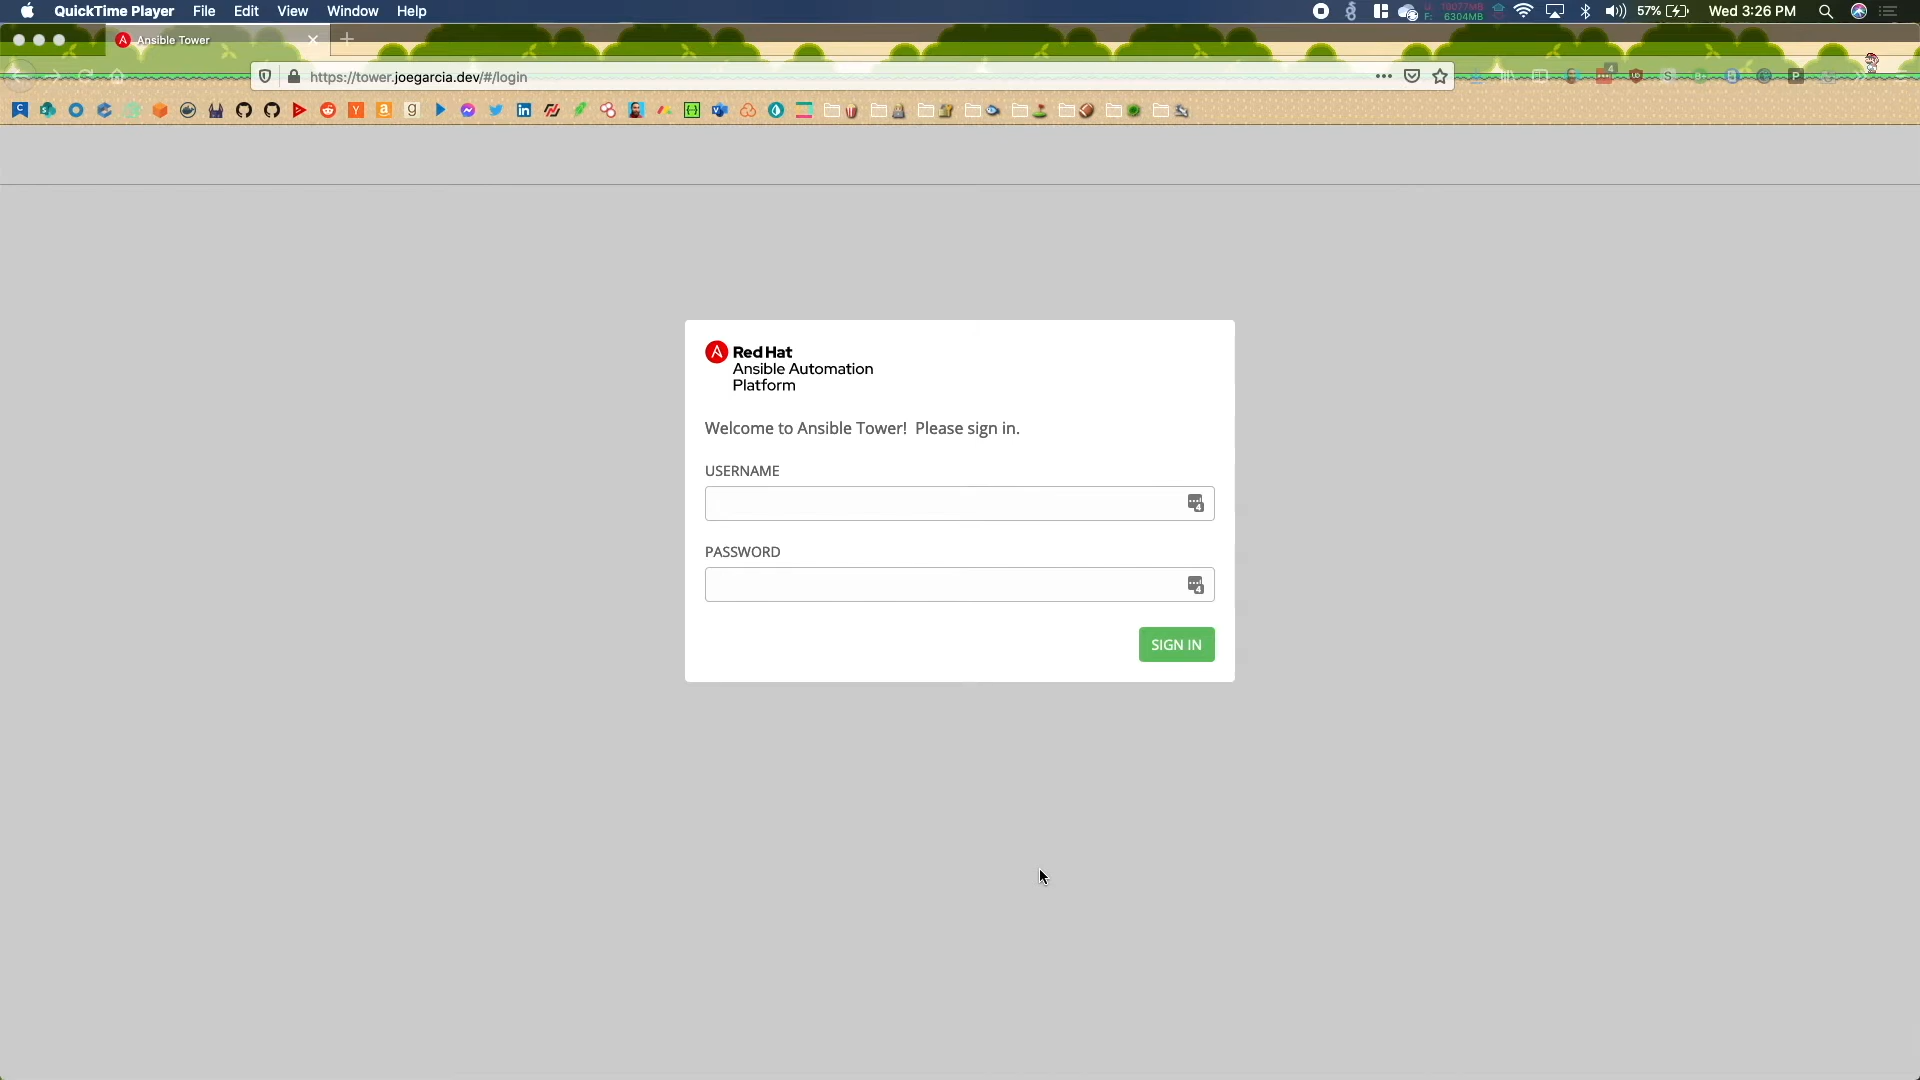 QuickTime Player File Edit View Window Help
57% Wed 3:26 PM
6304MB
Ansible Tower
https://tower.joegarcia.dev/#/login
Red Hat
Ansible Automation
Platform
Welcome to Ansible Tower! Please sign in.
USERNAME
PASSWORD
SIGN IN